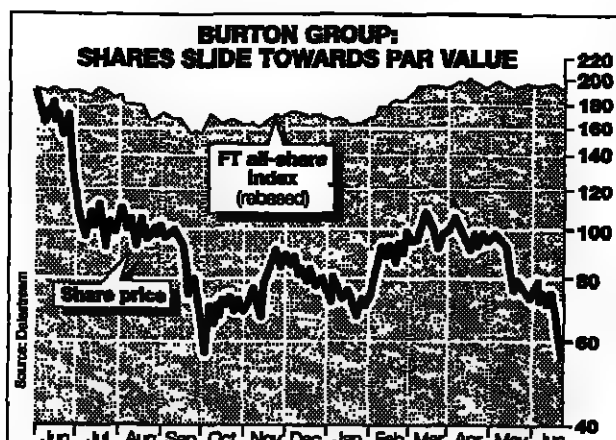 BURTON GROUP:
SHARES SLIDE TOWARDS PAR VALUE
220
200
180
160
140
120
100
80
60
40
FT all-share
index
(rebased)
Share price
Source: Datastream
Jun Jul Aug Sep Oct Nov Dec Jan Feb Mar Apr May Jun